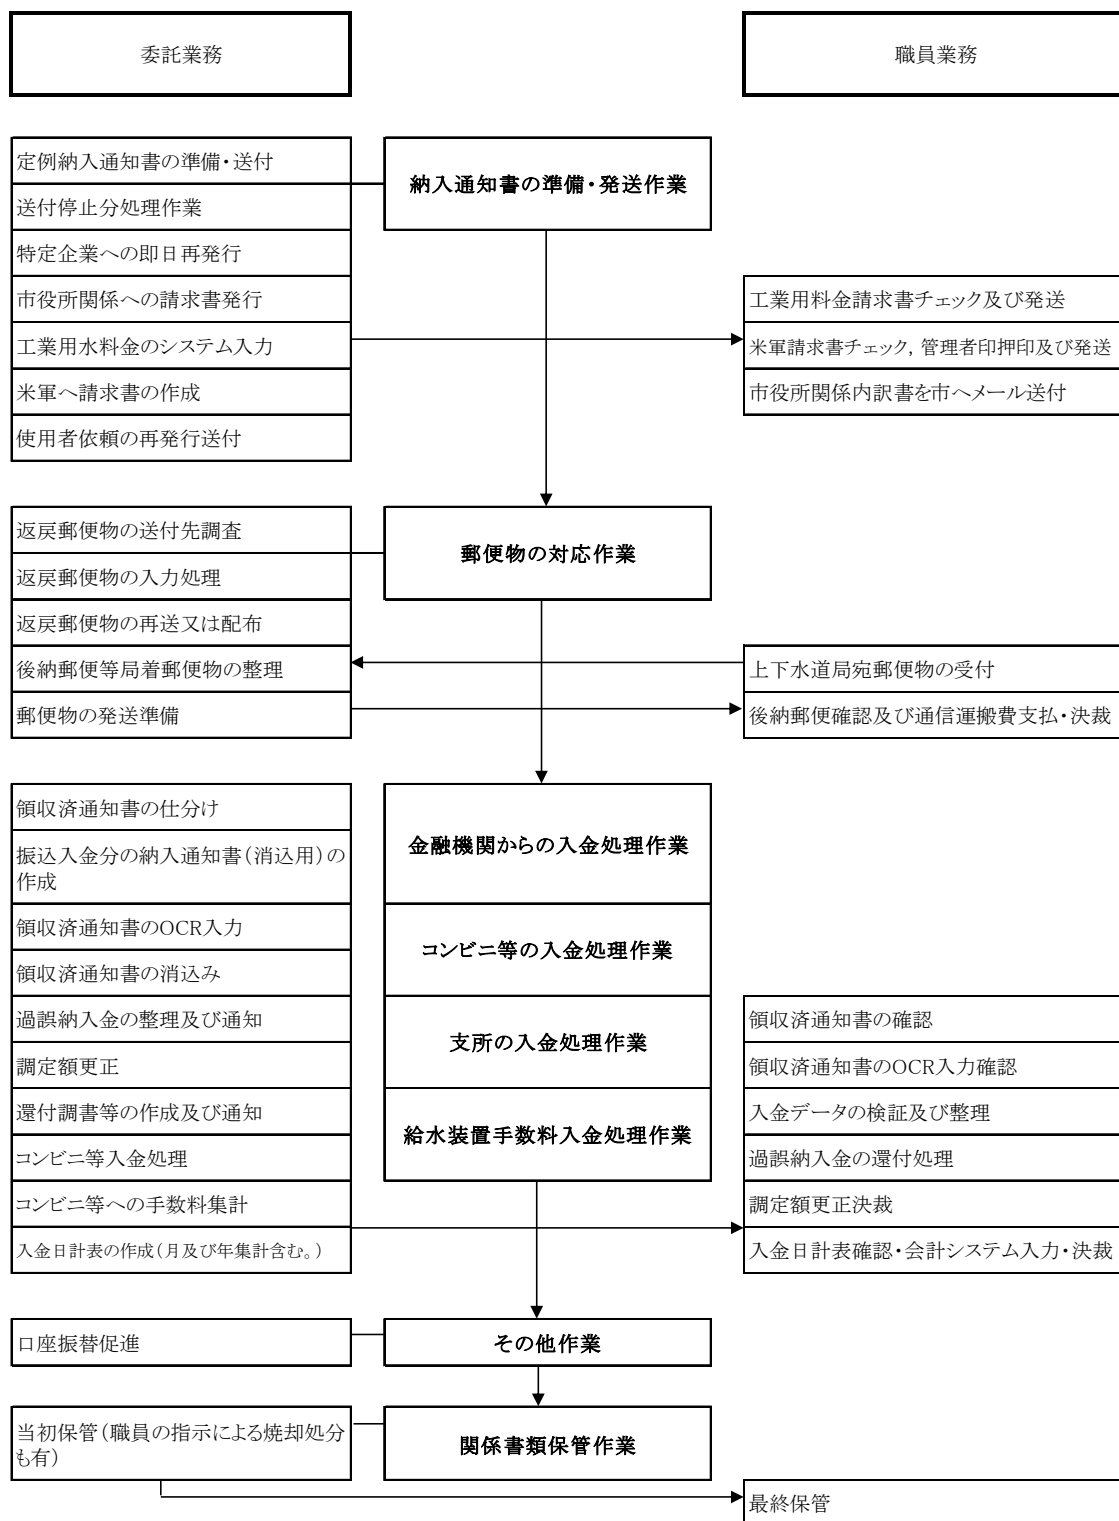 委託業務
職員業務
定例納入通知書の準備・送付
送付停止分処理作業
特定企業への即日再発行
市役所関係への請求書発行
工業用水料金のシステム入力
米軍へ請求書の作成
使用者依頼の再発行送付
納入通知書の準備・発送作業
工業用料金請求書チェック及び発送
米軍請求書チェック，管理者印押印及び発送
市役所関係内訳書を市へメール送付
返戻郵便物の送付先調査
返戻郵便物の入力処理
返戻郵便物の再送又は配布
後納郵便等局着郵便物の整理
郵便物の発送準備
郵便物の対応作業
上下水道局宛郵便物の受付
後納郵便確認及び通信運搬費支払・決裁
領収済通知書の仕分け
振込入金分の納入通知書（消込用）の
作成
領収済通知書のOCR入力
領収済通知書の消込み
過誤納入金の整理及び通知
調定額更正
還付調書等の作成及び通知
コンビニ等入金処理
コンビニ等への手数料集計
入金日計表の作成（月及び年集計含む。）
金融機関からの入金処理作業
コンビニ等の入金処理作業
支所の入金処理作業
給水装置手数料入金処理作業
領収済通知書の確認
領収済通知書のOCR入力確認
入金データの検証及び整理
過誤納入金の還付処理
調定額更正決裁
入金日計表確認・会計システム入力・決裁
口座振替促進
その他作業
当初保管（職員の指示による焼却処分
も有）
関係書類保管作業
最終保管